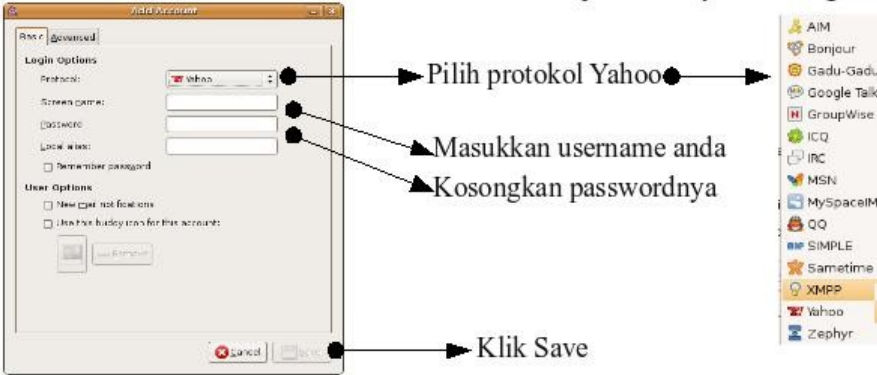 Add Account
Basic Advanced
Login Options
Protocol: Yahoo
Screen name:
Password
Local alias:
Remember password
User Options
New mail notifications
Use this buddy icon for this account:
Remove
Cancel Save
Pilih protokol Yahoo
Masukkan username anda
Kosongkan passwordnya
Klik Save
AIM
Bonjour
Gadu-Gadu
Google Talk
GroupWise
ICQ
IRC
MSN
MySpaceIM
QQ
SIMPLE
Sametime
XMPP
Yahoo
Zephyr